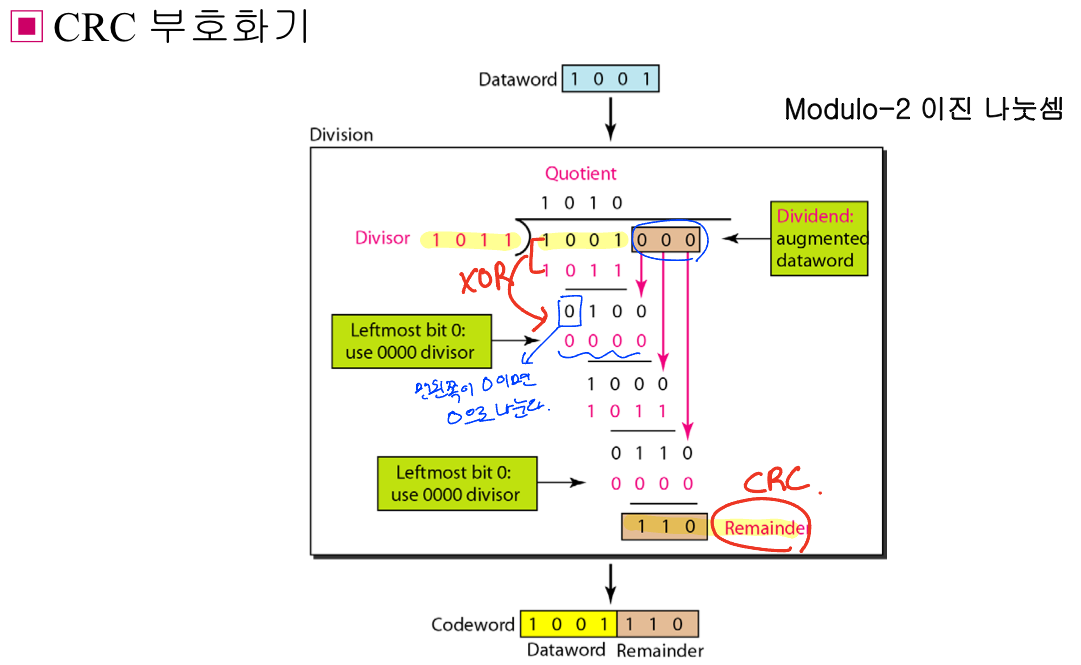 CRC 부호화기
Dataword 1 0 0 1
Modulo-2 이진 나눗셈
Division
Quotient
1 0 1 0
Divisor 1 0 1 1 1 0 0 1 0 0 0
Dividend:
augmented
dataword
XOR
1 0 1 1
0 1 0 0
Leftmost bit 0:
use 0000 divisor
0 0 0 0
맨왼쪽이 0이면
0으로 나눈다.
1 0 0 0
1 0 1 1
0 1 1 0
Leftmost bit 0:
use 0000 divisor
0 0 0 0
CRC.
1 1 0 Remainder
Codeword 1 0 0 1 1 1 0
Dataword Remainder